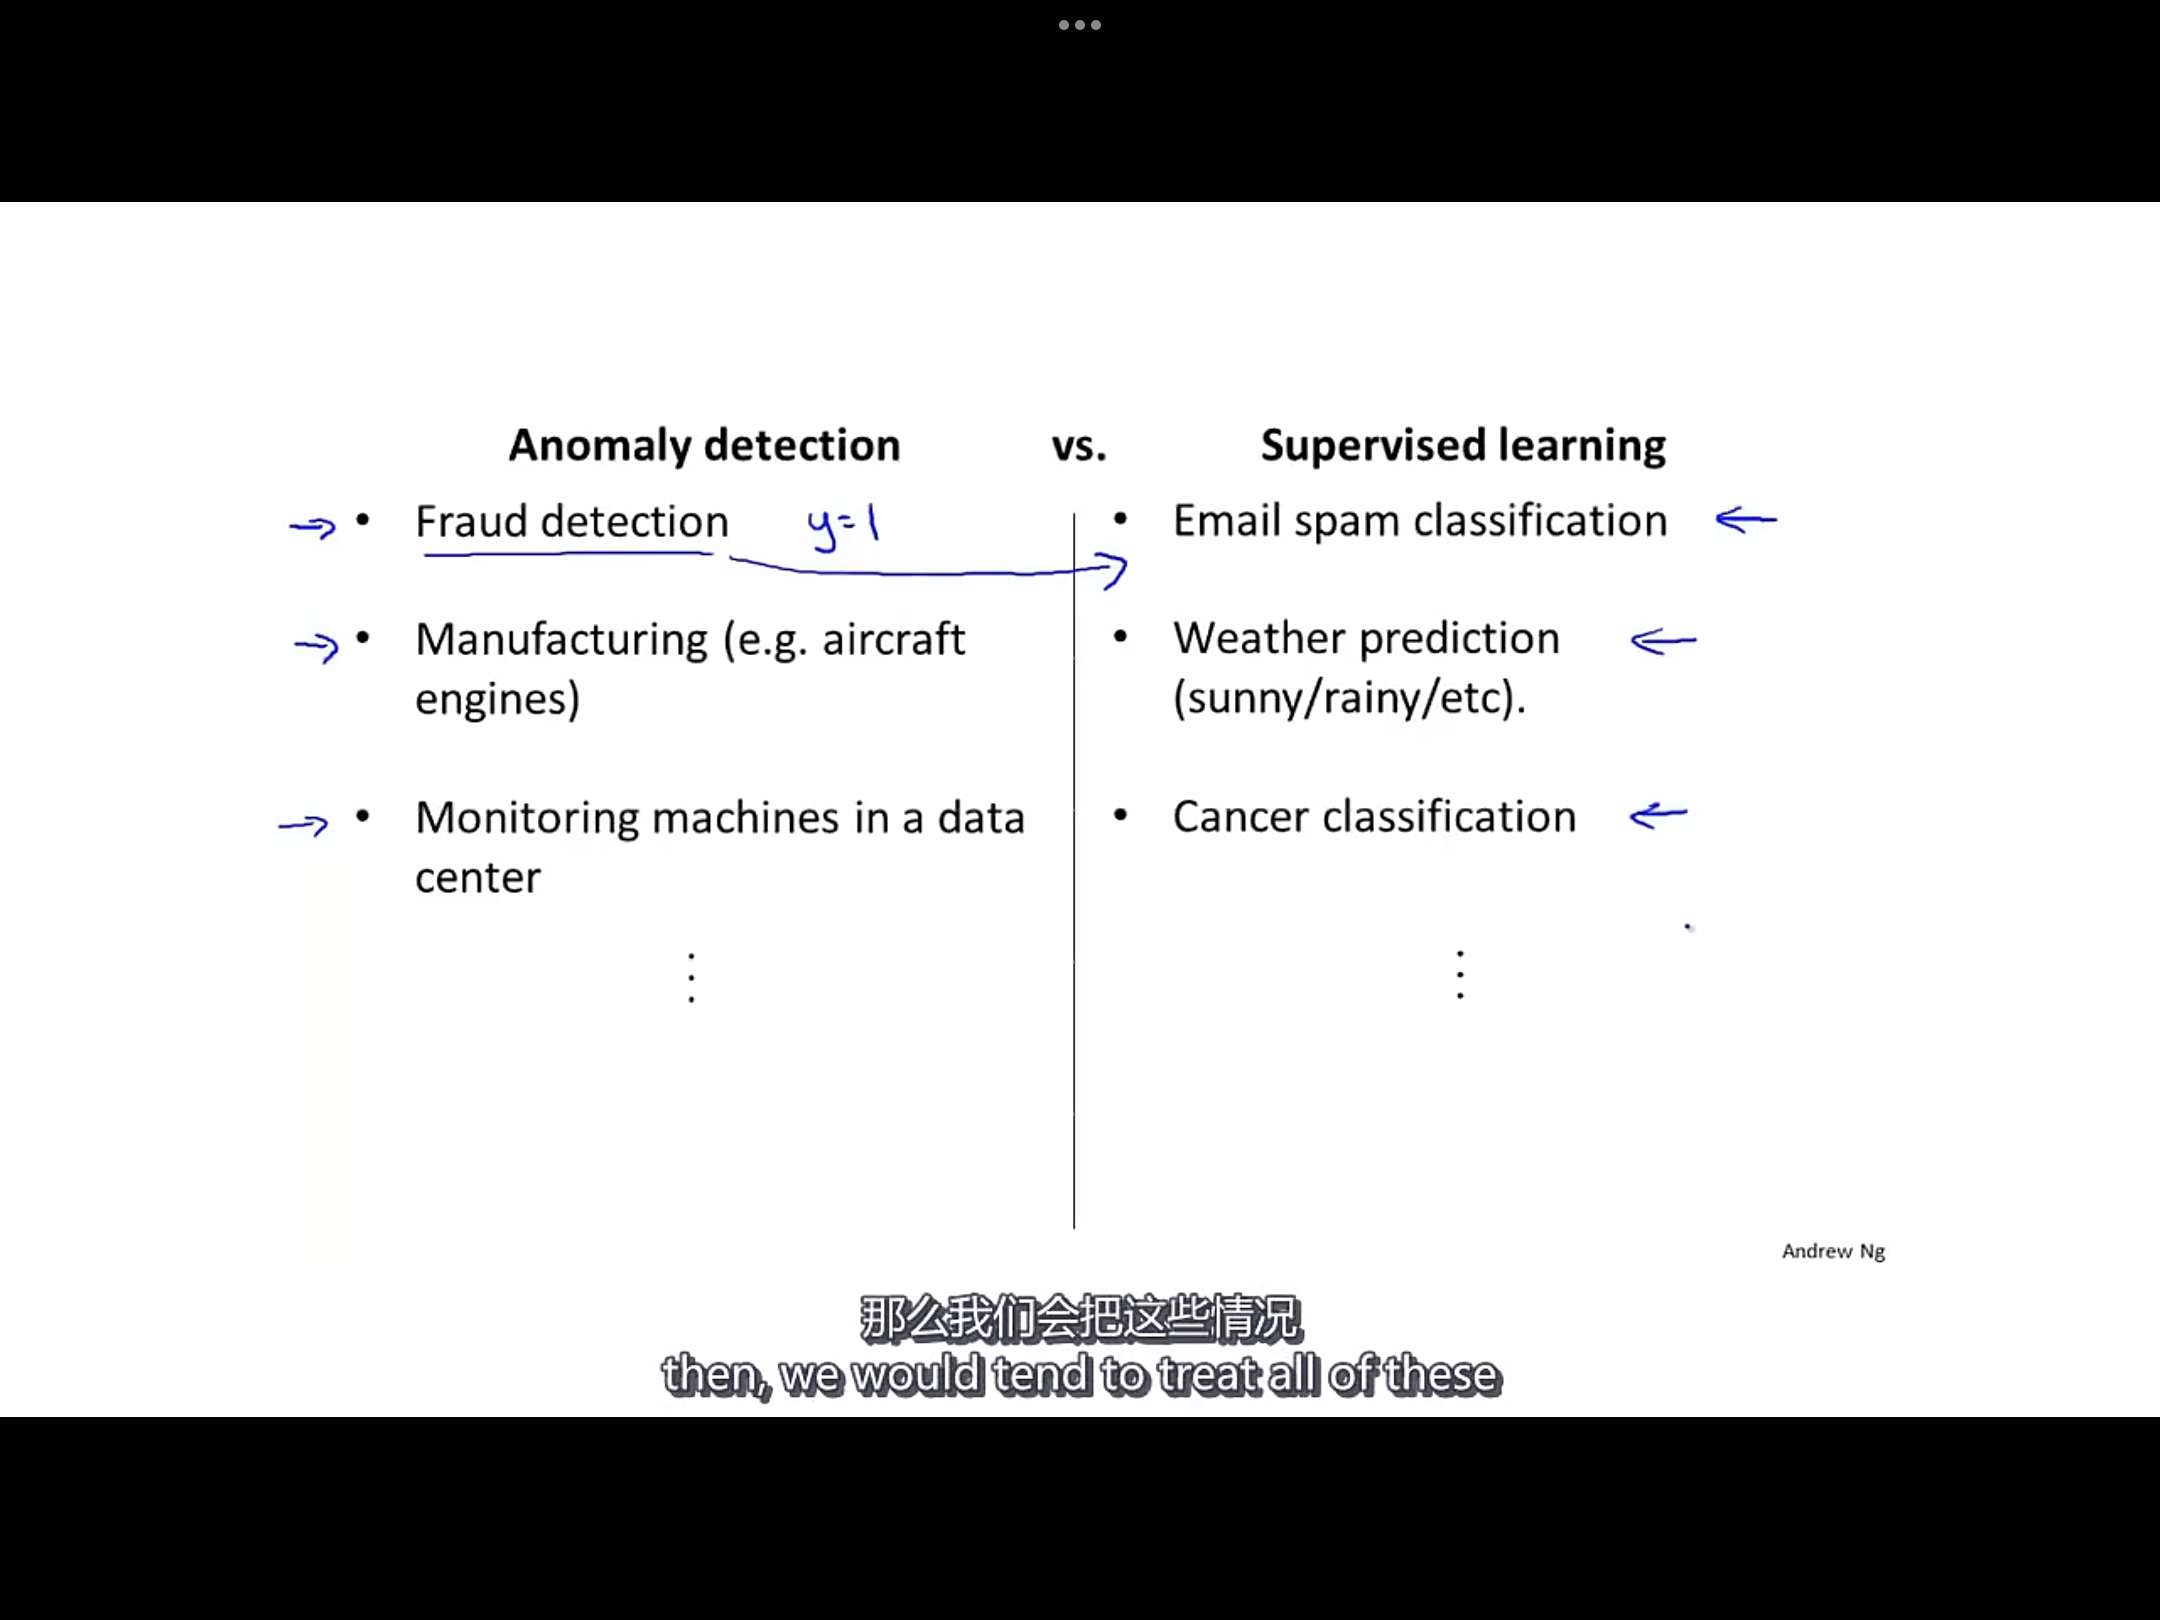 Anomaly detection vs. Supervised learning
• Fraud detection y=1
• Manufacturing (e.g. aircraft
engines)
• Monitoring machines in a data
center
⋮
• Email spam classification
• Weather prediction
(sunny/rainy/etc).
• Cancer classification
⋮
Andrew Ng
那么我们会把这些情况
then, we would tend to treat all of these